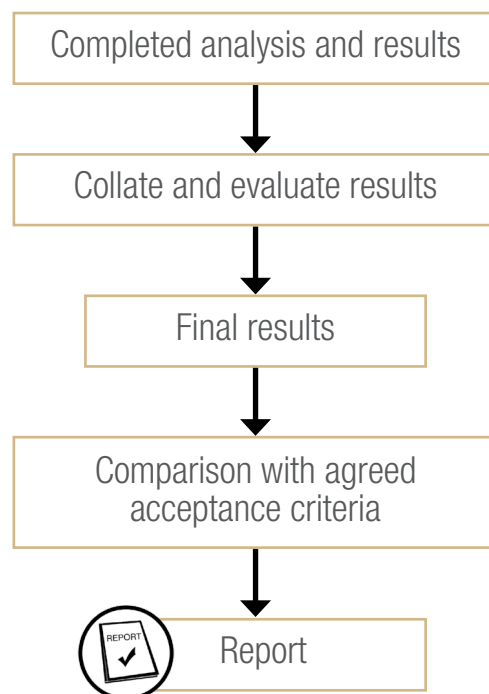 Completed analysis and results
Collate and evaluate results
Final results
Comparison with agreed
acceptance criteria
REPORT
Report